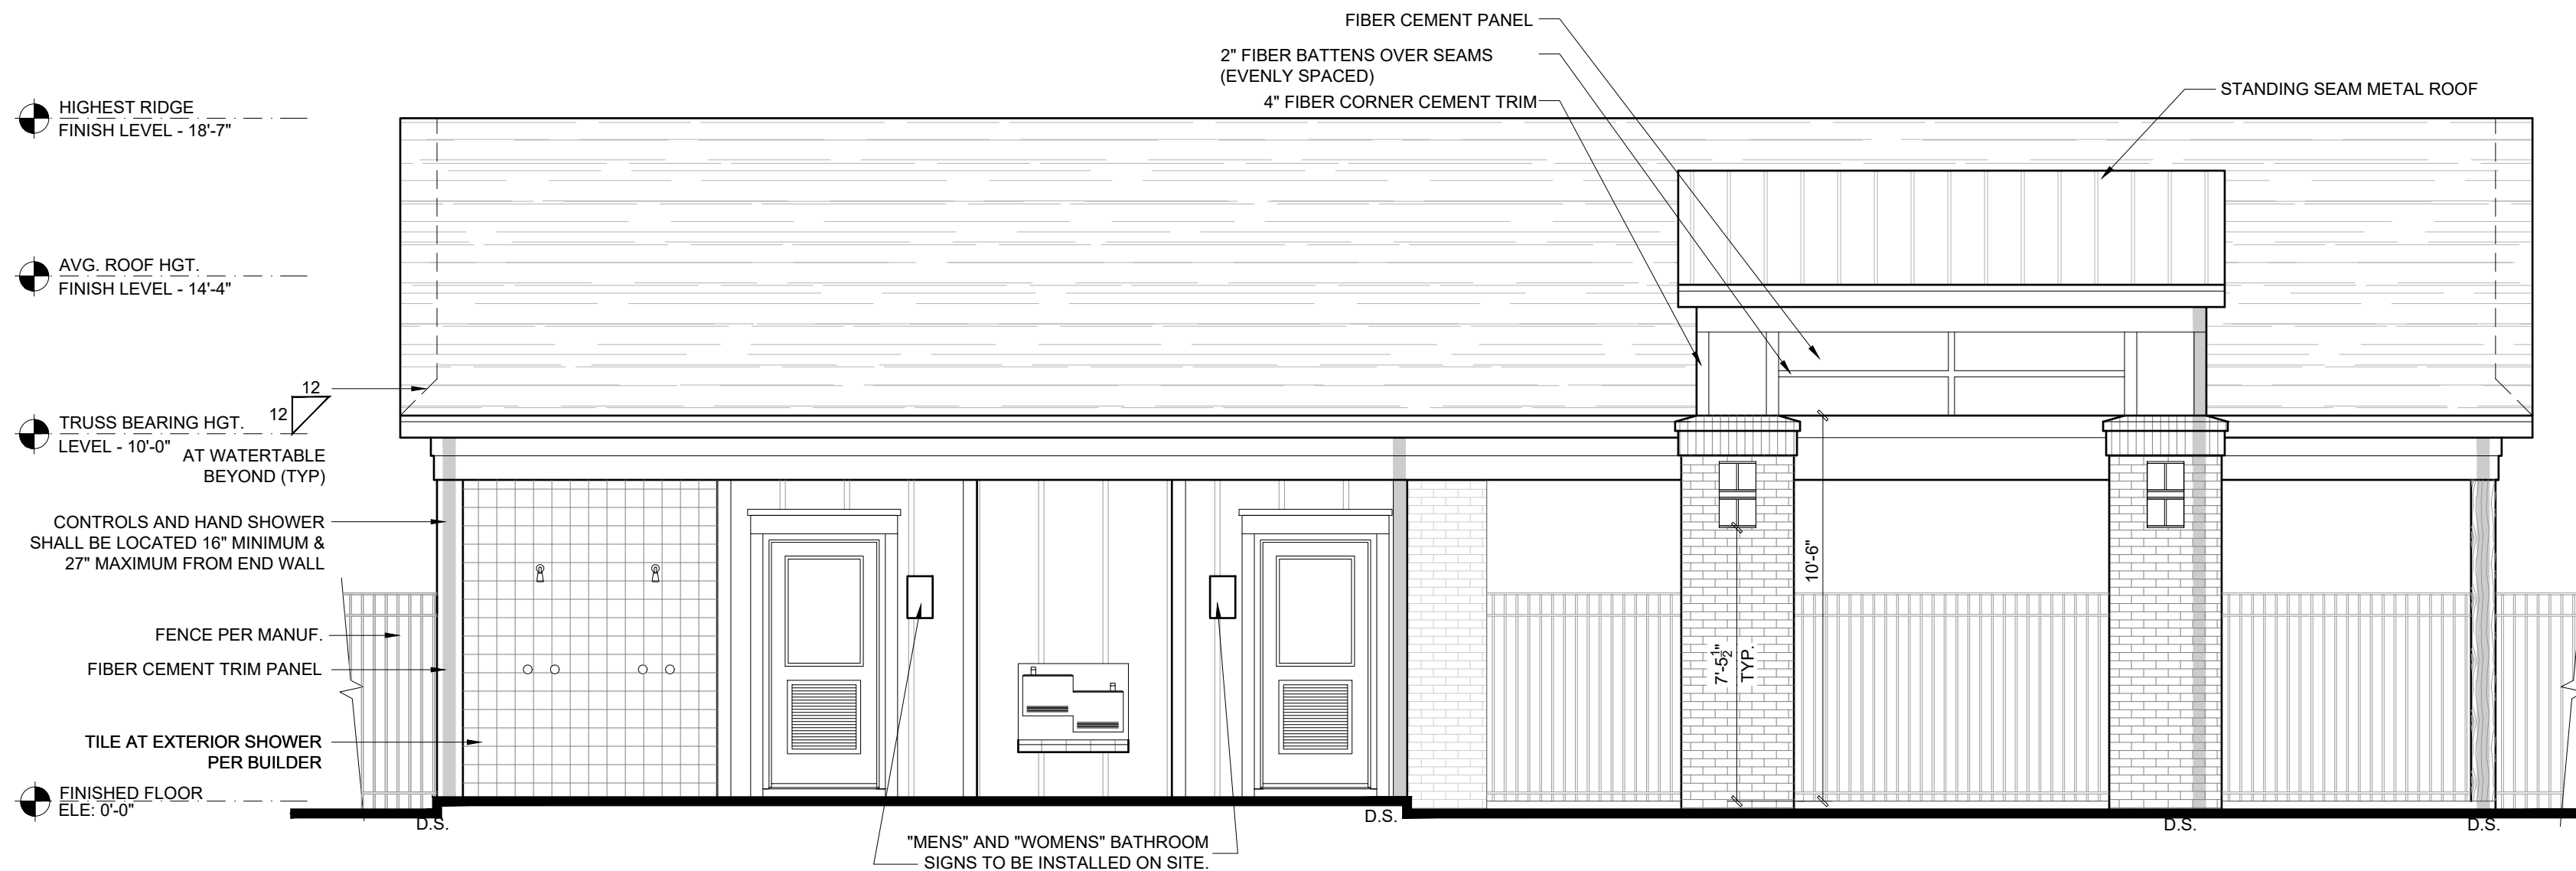 FIBER CEMENT PANEL
2" FIBER BATTENS OVER SEAMS
(EVENLY SPACED)
4" FIBER CORNER CEMENT TRIM
STANDING SEAM METAL ROOF
HIGHEST RIDGE
FINISH LEVEL - 18'-7"
AVG. ROOF HGT.
FINISH LEVEL - 14'-4"
12
12
TRUSS BEARING HGT.
LEVEL - 10'-0"
AT WATERTABLE
BEYOND (TYP)
CONTROLS AND HAND SHOWER
SHALL BE LOCATED 16" MINIMUM &
27" MAXIMUM FROM END WALL
FENCE PER MANUF.
FIBER CEMENT TRIM PANEL
TILE AT EXTERIOR SHOWER
PER BUILDER
FINISHED FLOOR
ELE: 0'-0"
10'-6"
7'-5 1/2"
TYP.
D.S.
D.S.
D.S.
D.S.
"MENS" AND "WOMENS" BATHROOM
SIGNS TO BE INSTALLED ON SITE.